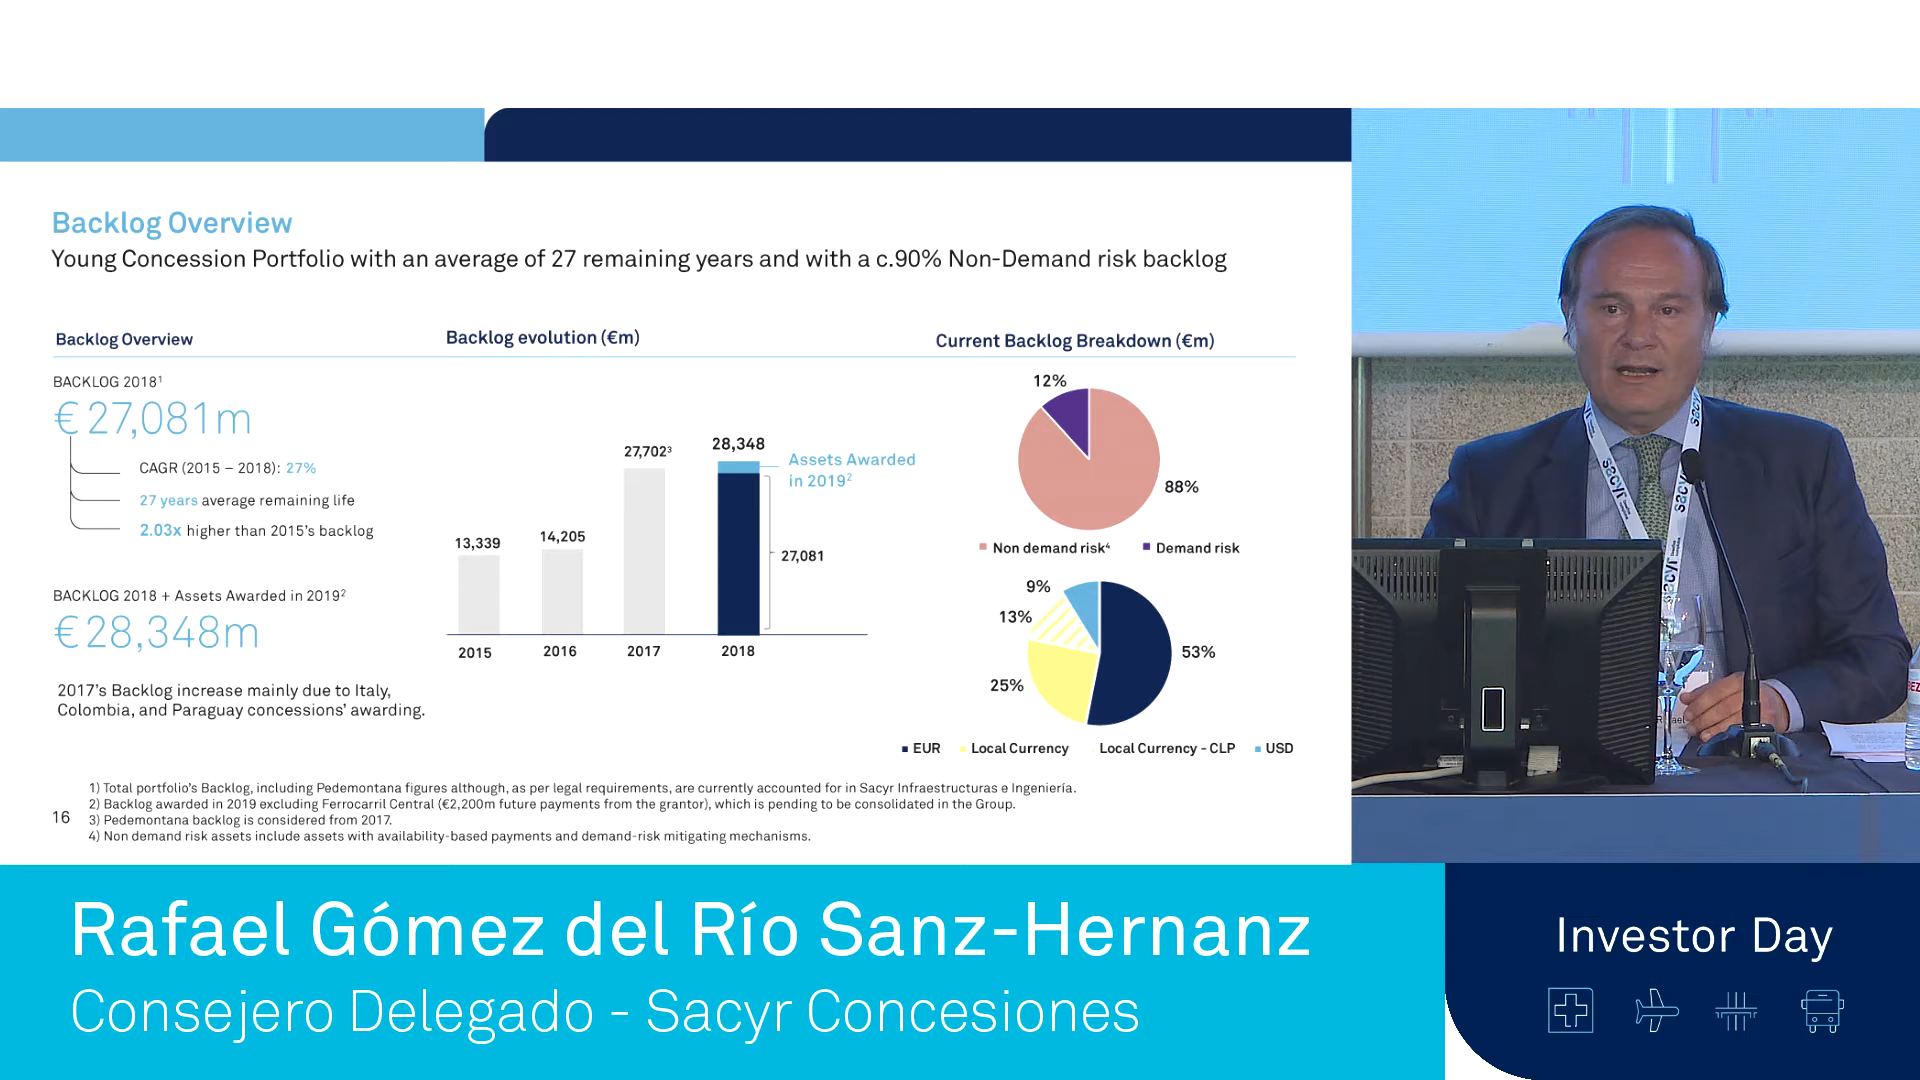 Backlog Overview
Young Concession Portfolio with an average of 27 remaining years and with a c.90% Non-Demand risk backlog
Backlog Overview
BACKLOG 2018¹
€27,081m
CAGR (2015 – 2018): 27%
27 years average remaining life
2.03x higher than 2015's backlog
BACKLOG 2018 + Assets Awarded in 2019²
€28,348m
2017's Backlog increase mainly due to Italy,
Colombia, and Paraguay concessions' awarding.
Backlog evolution (€m)
13,339
14,205
27,702³
28,348
Assets Awarded
in 2019²
27,081
2015
2016
2017
2018
Current Backlog Breakdown (€m)
12%
88%
Non demand risk⁴
Demand risk
9%
13%
25%
53%
EUR
Local Currency
Local Currency - CLP
USD
1) Total portfolio's Backlog, including Pedemontana figures although, as per legal requirements, are currently accounted for in Sacyr Infraestructuras e Ingeniería.
2) Backlog awarded in 2019 excluding Ferrocarril Central (€2,200m future payments from the grantor), which is pending to be consolidated in the Group.
3) Pedemontana backlog is considered from 2017.
4) Non demand risk assets include assets with availability-based payments and demand-risk mitigating mechanisms.
16
sacyr
sacyr
sacyr
Rafael Gómez del Río Sanz-Hernanz
Consejero Delegado - Sacyr Concesiones
Investor Day